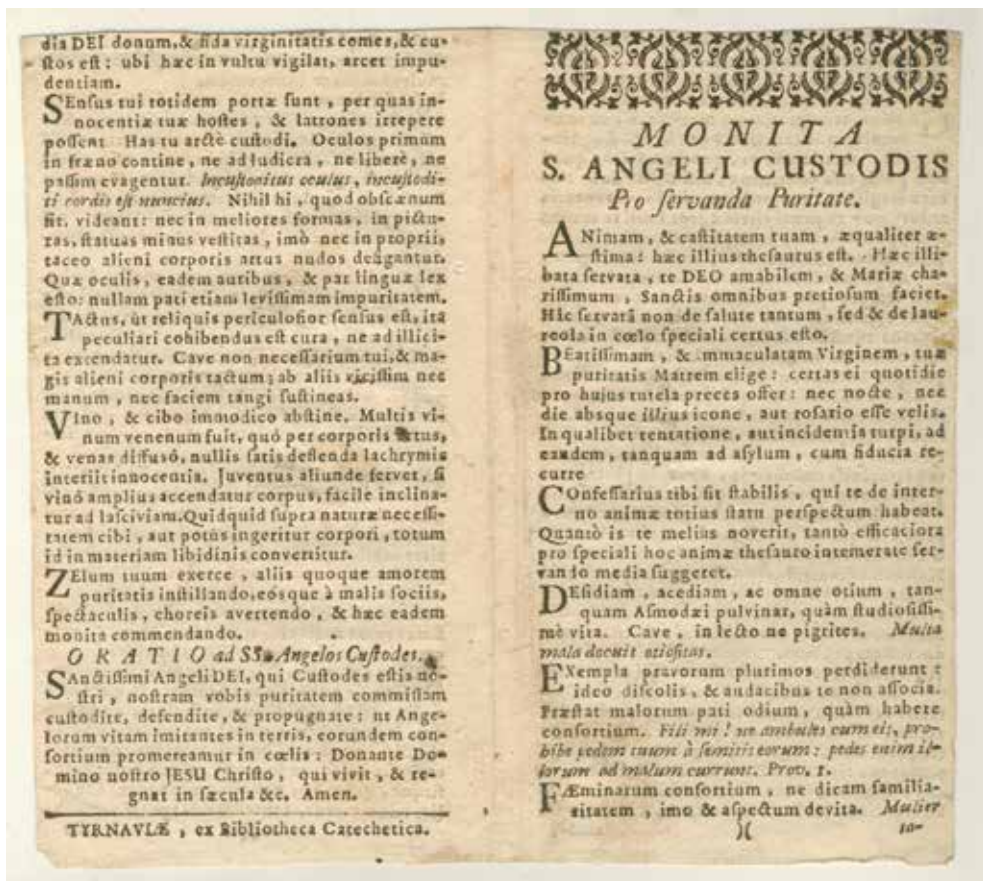 dia DEI donum, & fida virginitatis comes, & cu-
stos est: ubi hæc in vultu vigilat, arcet impu-
dentiam.
SEnsus tui totidem portæ sunt, per quas in-
nocentiæ tuæ hostes, & latrones irrepere
possent. Has tu arctè custodi. Oculos primùm
in fræno contine, ne ad ludicra, ne liberè, ne
passim evagentur. Incustoditus oculus, incustodi-
ti cordis est nuncius. Nihil hi, quod obscænum
sit, videant: nec in meliores formas, in pictu-
ras, statuas minus vestitas, imò nec in proprii,
taceo alieni corporis artus nudos defigantur.
Quæ oculis, eadem auribus, & par linguæ lex
esto: nullam pati etiam levissimam impuritatem.
TActus, ùt reliquis periculosior sensus est, ità
peculiari cohibendus est cura, ne ad illici-
ta extendatur. Cave non necessarium tui, & ma-
gis alieni corporis tactum; ab aliis vicissim nec
manum, nec faciem tangi sustineas.
VIno, & cibo immodico abstine. Multis vi-
num venenum fuit, quó per corporis artus,
& venas diffusó, nullis satis deflenda lachrymis
interiit innocentia. Juventus aliunde fervet, si
vinó amplius accendatur corpus, facile inclina-
tur ad lasciviam. Quidquid supra naturæ necessi-
tatem cibi, aut potûs ingeritur corpori, totum
id in materiam libidinis convertitur.
ZElum tuum exerce, aliis quoque amorem
puritatis instillando, eosque à malis sociis,
spectaculis, choreis avertendo, & hæc eadem
monita commendando.
ORATIO ad SS. Angelos Custodes.
SAnctissimi Angeli DEI, qui Custodes estis no-
stri, nostram vobis puritatem commissam
custodite, defendite, & propugnate: ut Ange-
lorum vitam imitantes in terris, eorundem con-
sortium promereamur in cœlis: Donante Do-
mino nostro JESU Christo, qui vivit, & re-
gnat in sæcula &c. Amen.
TYRNAVIÆ, ex Bibliotheca Catechetica.
MONITA
S. ANGELI CUSTODIS
Pro servanda Puritate.
ANimam, & castitatem tuam, æqualiter æ-
stima: hæc illius thesaurus est. Hæc illi-
bata servata, te DEO amabilem, & Mariæ cha-
rissimum, Sanctis omnibus pretiosum faciet.
Hîc servatâ non de salute tantum, sed & de lau-
reola in cœlo speciali certus esto.
BEatissimam, & immaculatam Virginem, tuæ
puritatis Matrem elige: certas ei quotidie
pro hujus tutela preces offer: nec nocte, nec
die absque illius icone, aut rosario esse velis.
In qualibet tentatione, aut incidentia turpi, ad
eandem, tanquam ad asylum, cum fiducia re-
curre
COnfessarius tibi sit stabilis, qui te de inter-
no animæ totius statu perspectum habeat.
Quantò is te melius noverit, tantò efficaciora
pro speciali hoc animæ thesauro intemeratè ser-
vando media suggeret.
DEsidiam, acediam, ac omne otium, tan-
quam Asmodæi pulvinar, quàm studiosissi-
mè vita. Cave, in lecto ne pigrites. Multa
mala docuit otiositas.
EXempla pravorum plurimos perdiderunt:
ideo discolis, & audacibus te non associa.
Præstat malorum pati odium, quàm habere
consortium. Fili mi! ne ambules cum eis, pro-
hibe pedem tuum à semitis eorum: pedes enim il-
lorum ad malum currunt. Prov. 1.
FÆminarum consortium, ne dicam familia-
ritatem, imo & aspectum devita. Mulier
)( 10-